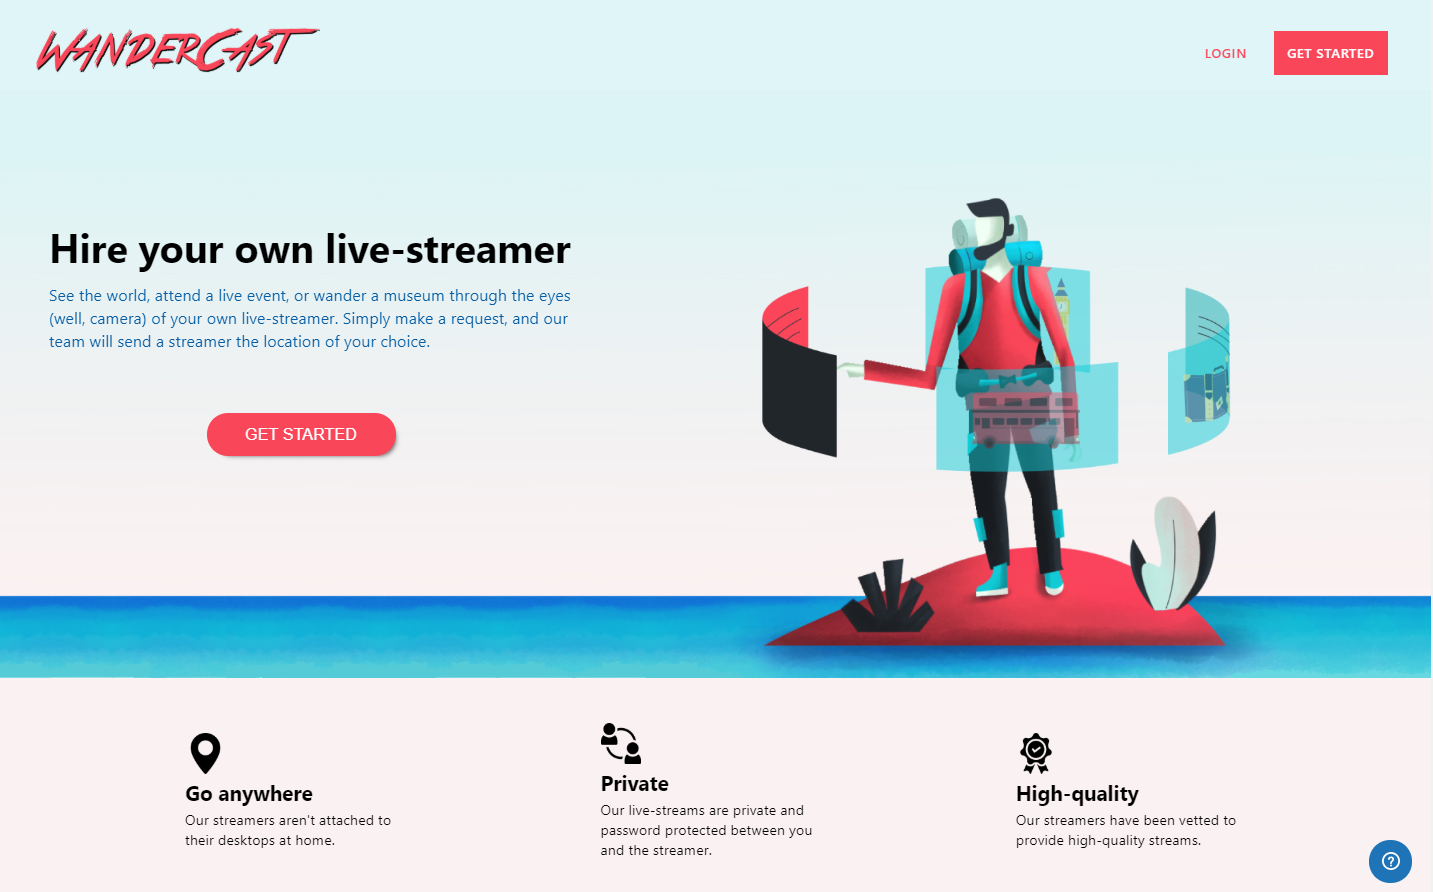 WANDERCAST
LOGIN
GET STARTED
Hire your own live-streamer
See the world, attend a live event, or wander a museum through the eyes
(well, camera) of your own live-streamer. Simply make a request, and our
team will send a streamer the location of your choice.
GET STARTED
Go anywhere
Our streamers aren't attached to
their desktops at home.
Private
Our live-streams are private and
password protected between you
and the streamer.
High-quality
Our streamers have been vetted to
provide high-quality streams.